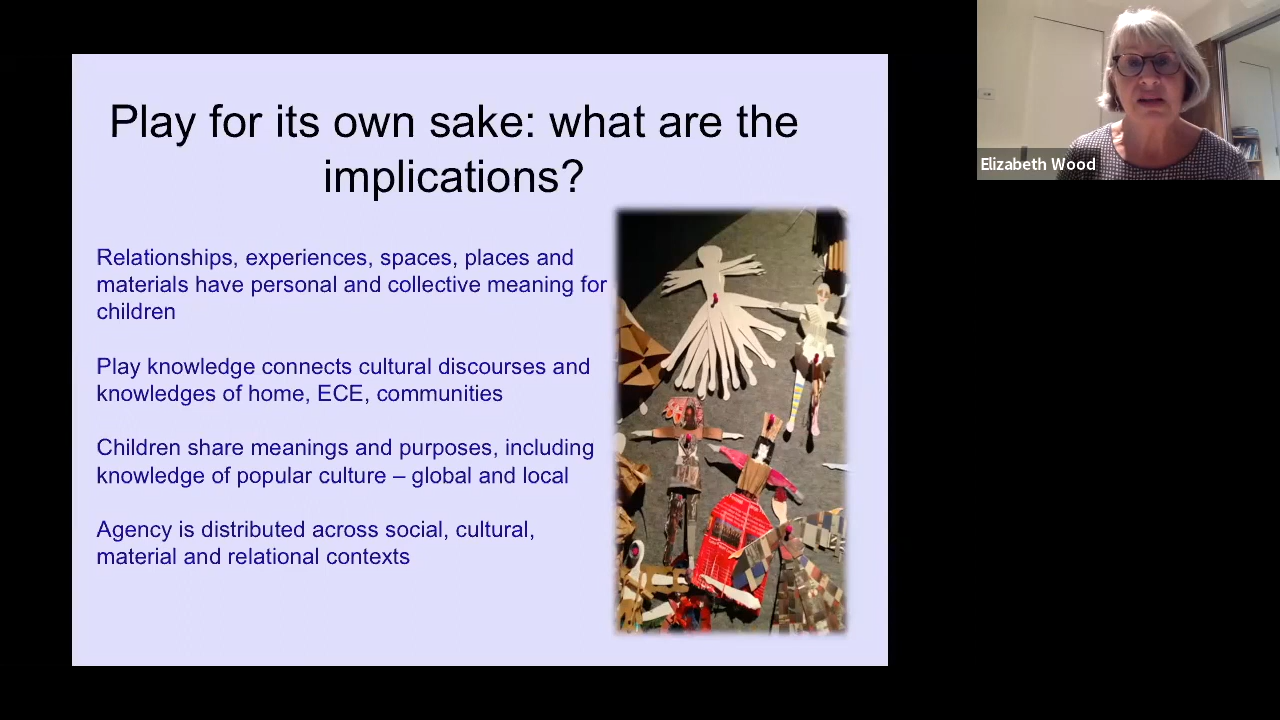 Play for its own sake: what are the
implications?
Relationships, experiences, spaces, places and
materials have personal and collective meaning for
children
Play knowledge connects cultural discourses and
knowledges of home, ECE, communities
Children share meanings and purposes, including
knowledge of popular culture – global and local
Agency is distributed across social, cultural,
material and relational contexts
Elizabeth Wood